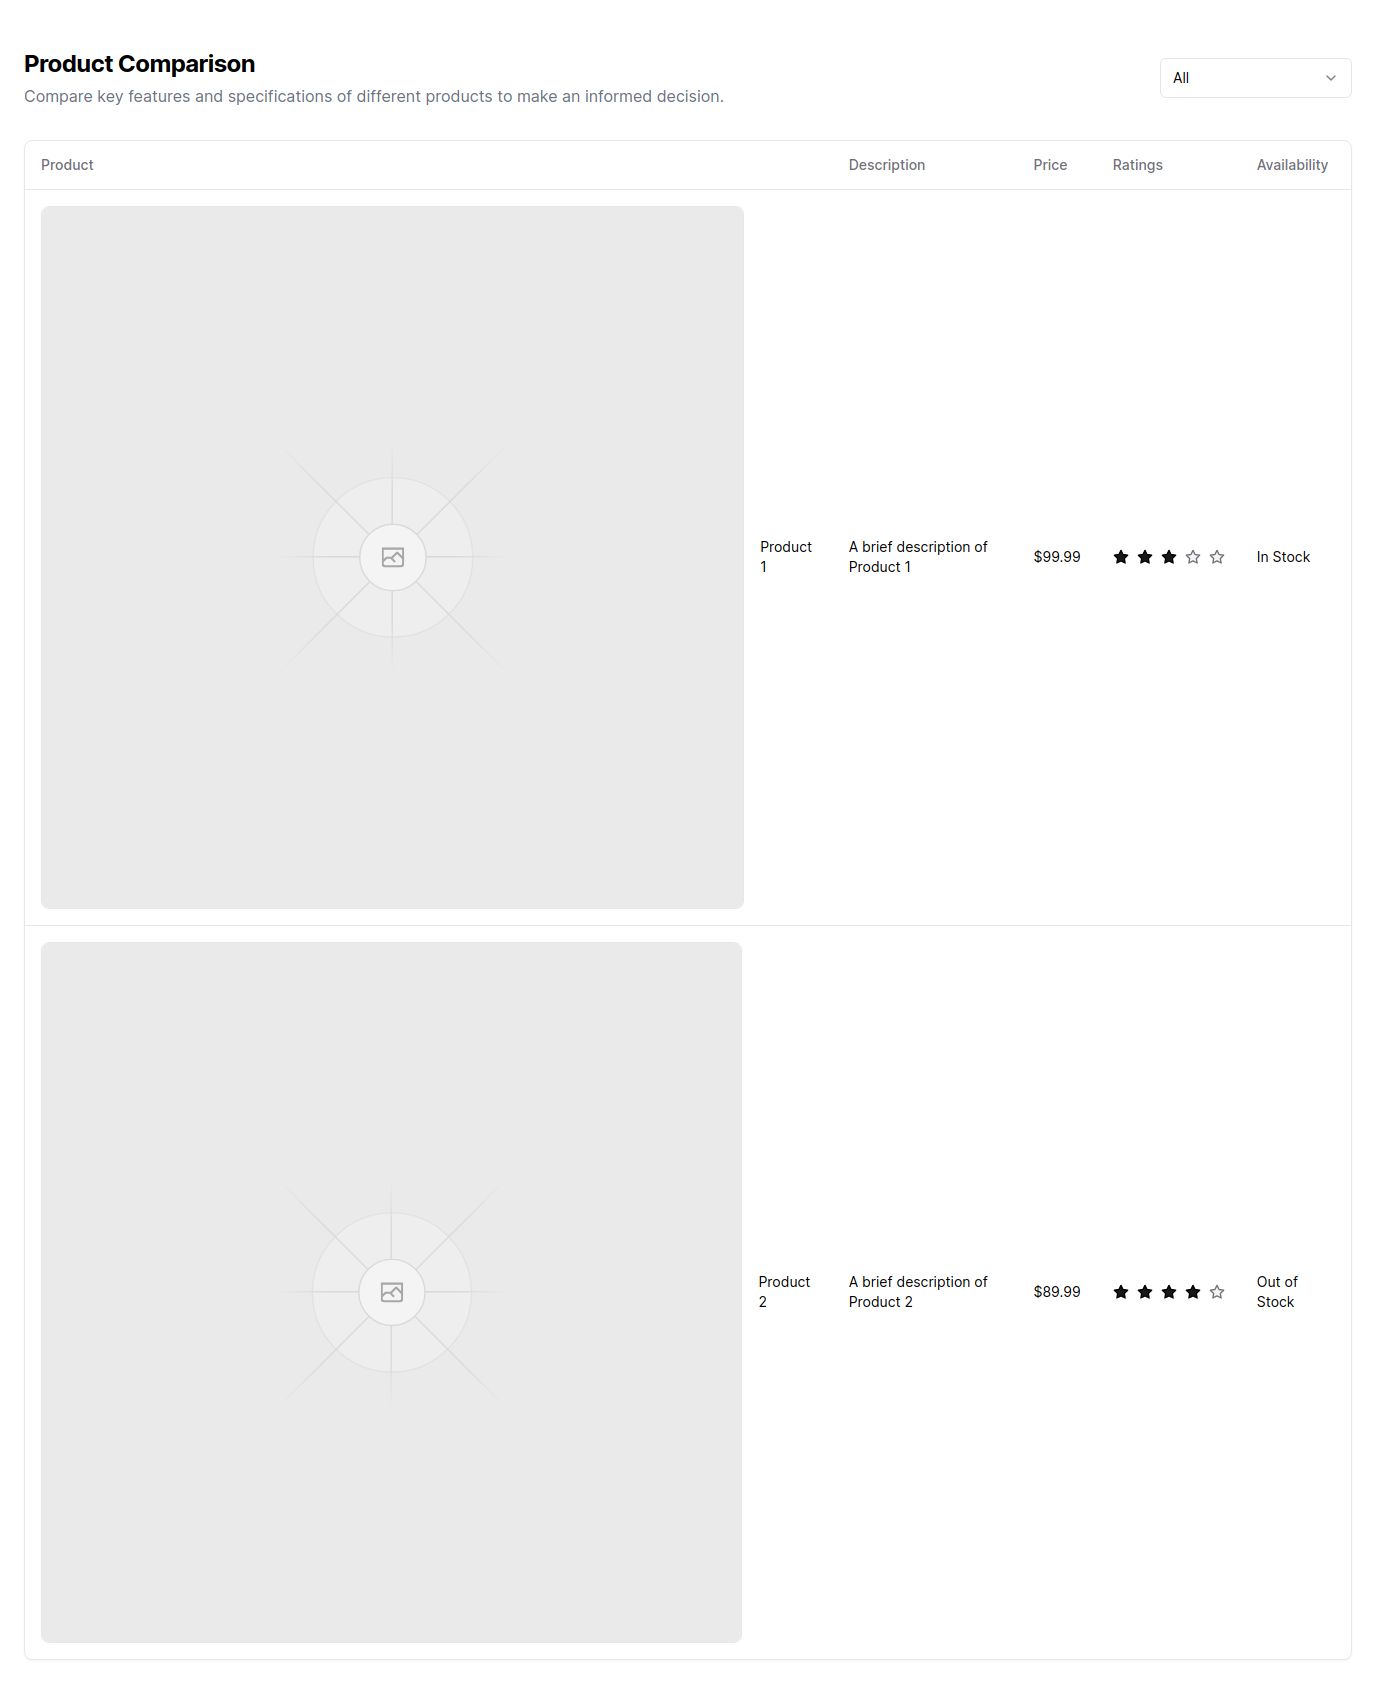 Product Comparison
Compare key features and specifications of different products to make an informed decision.
All
Product Description Price Ratings Availability
Product
1
A brief description of
Product 1
$99.99
In Stock
Product
2
A brief description of
Product 2
$89.99
Out of
Stock